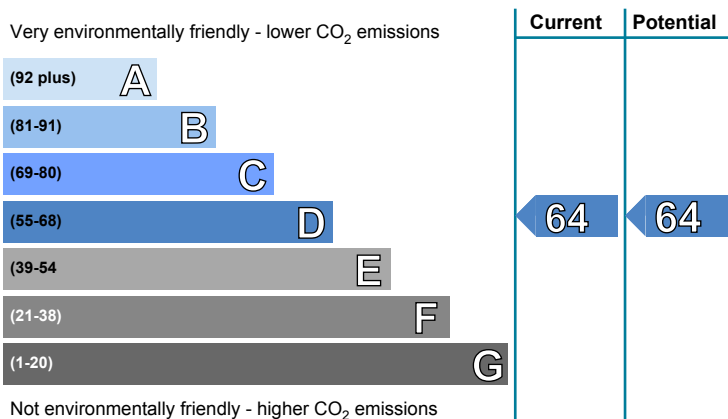 Current Potential
Very environmentally friendly - lower CO2 emissions
(92 plus) A
(81-91) B
(69-80) C
(55-68) D 64 64
(39-54 E
(21-38) F
(1-20) G
Not environmentally friendly - higher CO2 emissions